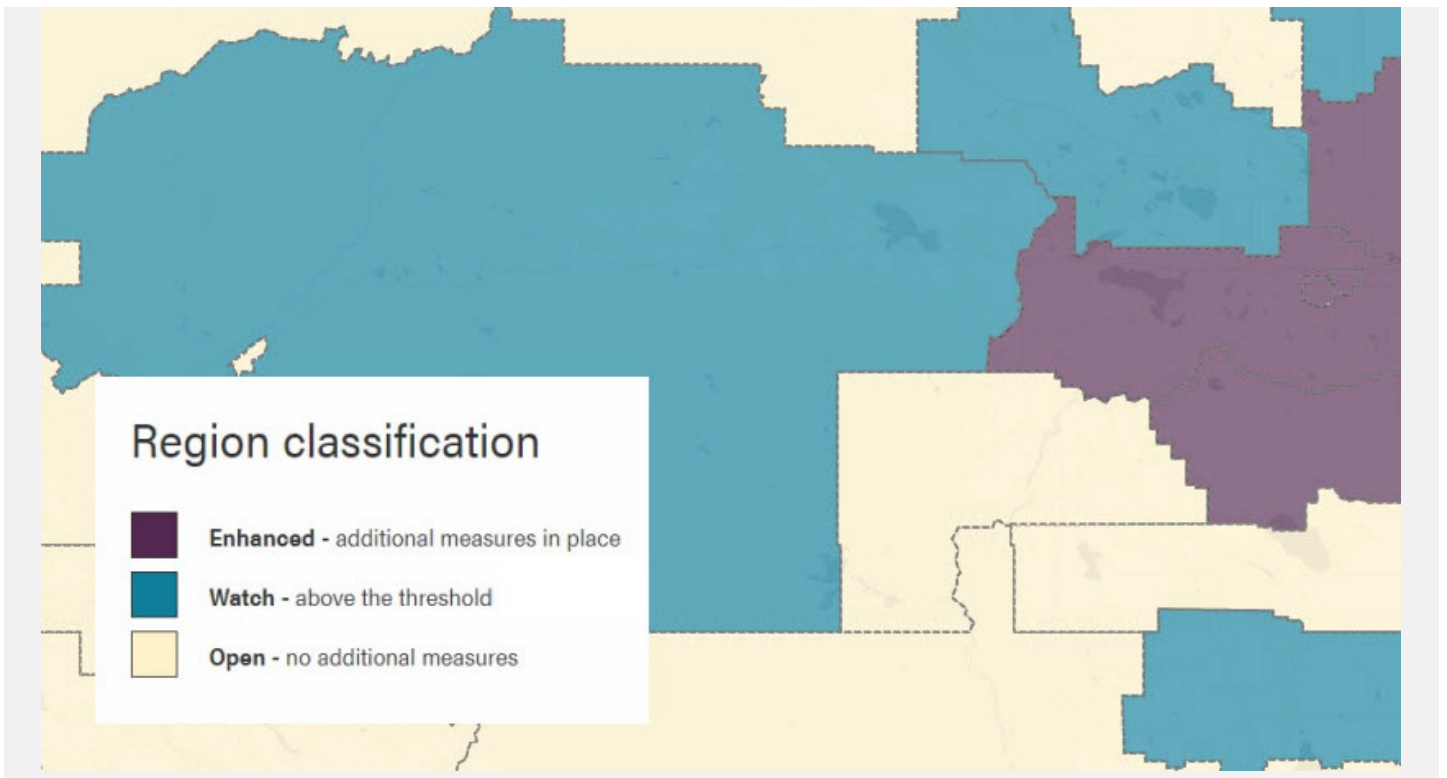 Region classification
Enhanced - additional measures in place
Watch - above the threshold
Open - no additional measures